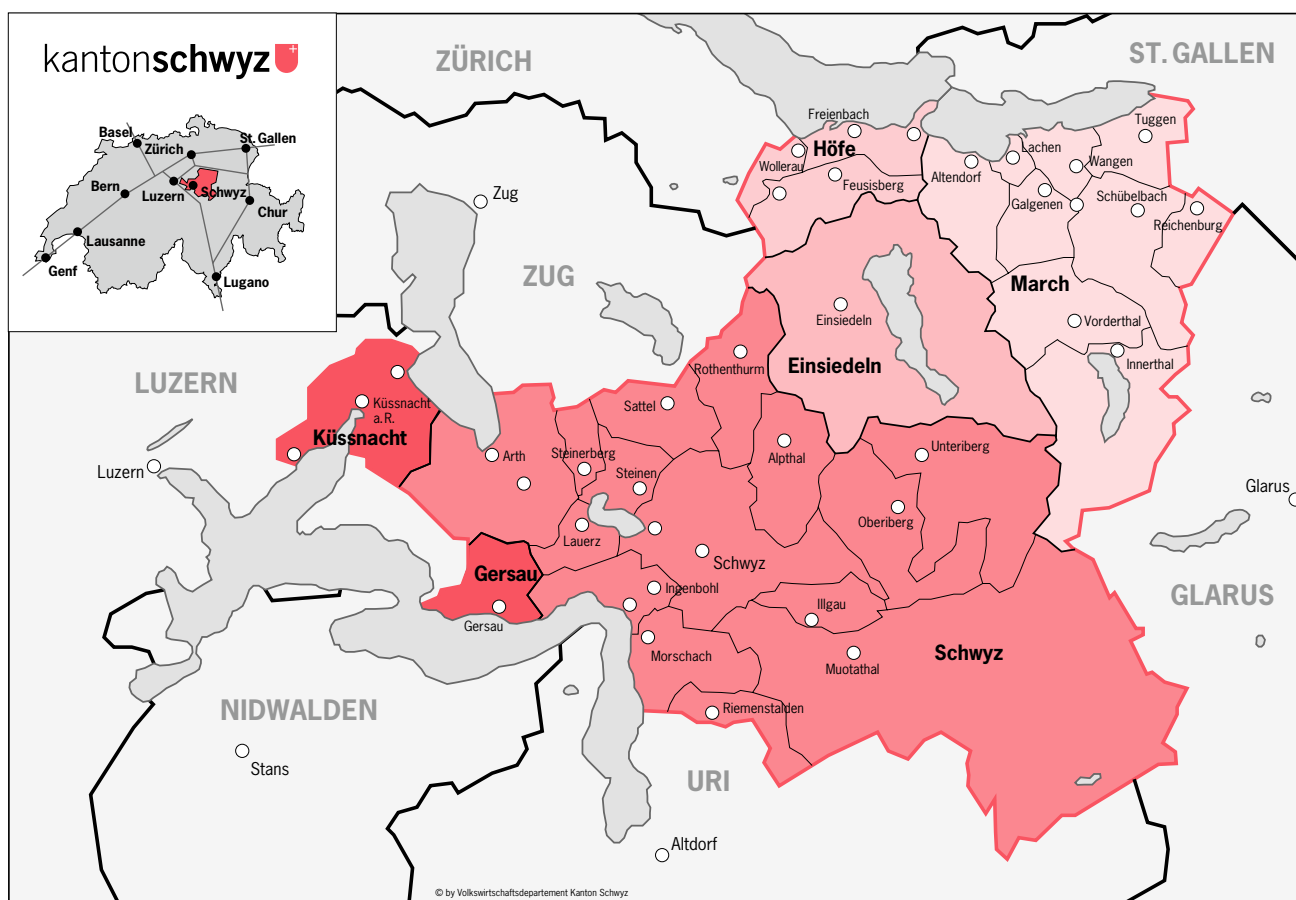 kantonschwyz
Basel
Zürich
St. Gallen
Bern
Luzern
Schwyz
Chur
Lausanne
Genf
Lugano
ZÜRICH
ST. GALLEN
Freienbach
Höfe
Wollerau
Feusisberg
Tuggen
Lachen
Wangen
Altendorf
Galgenen
Schübelbach
Reichenburg
Zug
ZUG
March
Vorderthal
Innerthal
Einsiedeln
Einsiedeln
Rothenthurm
LUZERN
Küssnacht
a.R.
Küssnacht
Luzern
Sattel
Arth
Steinerberg
Steinen
Alpthal
Unteriberg
Oberiberg
Glarus
Lauerz
Schwyz
Gersau
Gersau
Ingenbohl
Illgau
GLARUS
Morschach
Muotathal
Schwyz
Riemenstalden
NIDWALDEN
Stans
URI
Altdorf
© by Volkswirtschaftsdepartement Kanton Schwyz